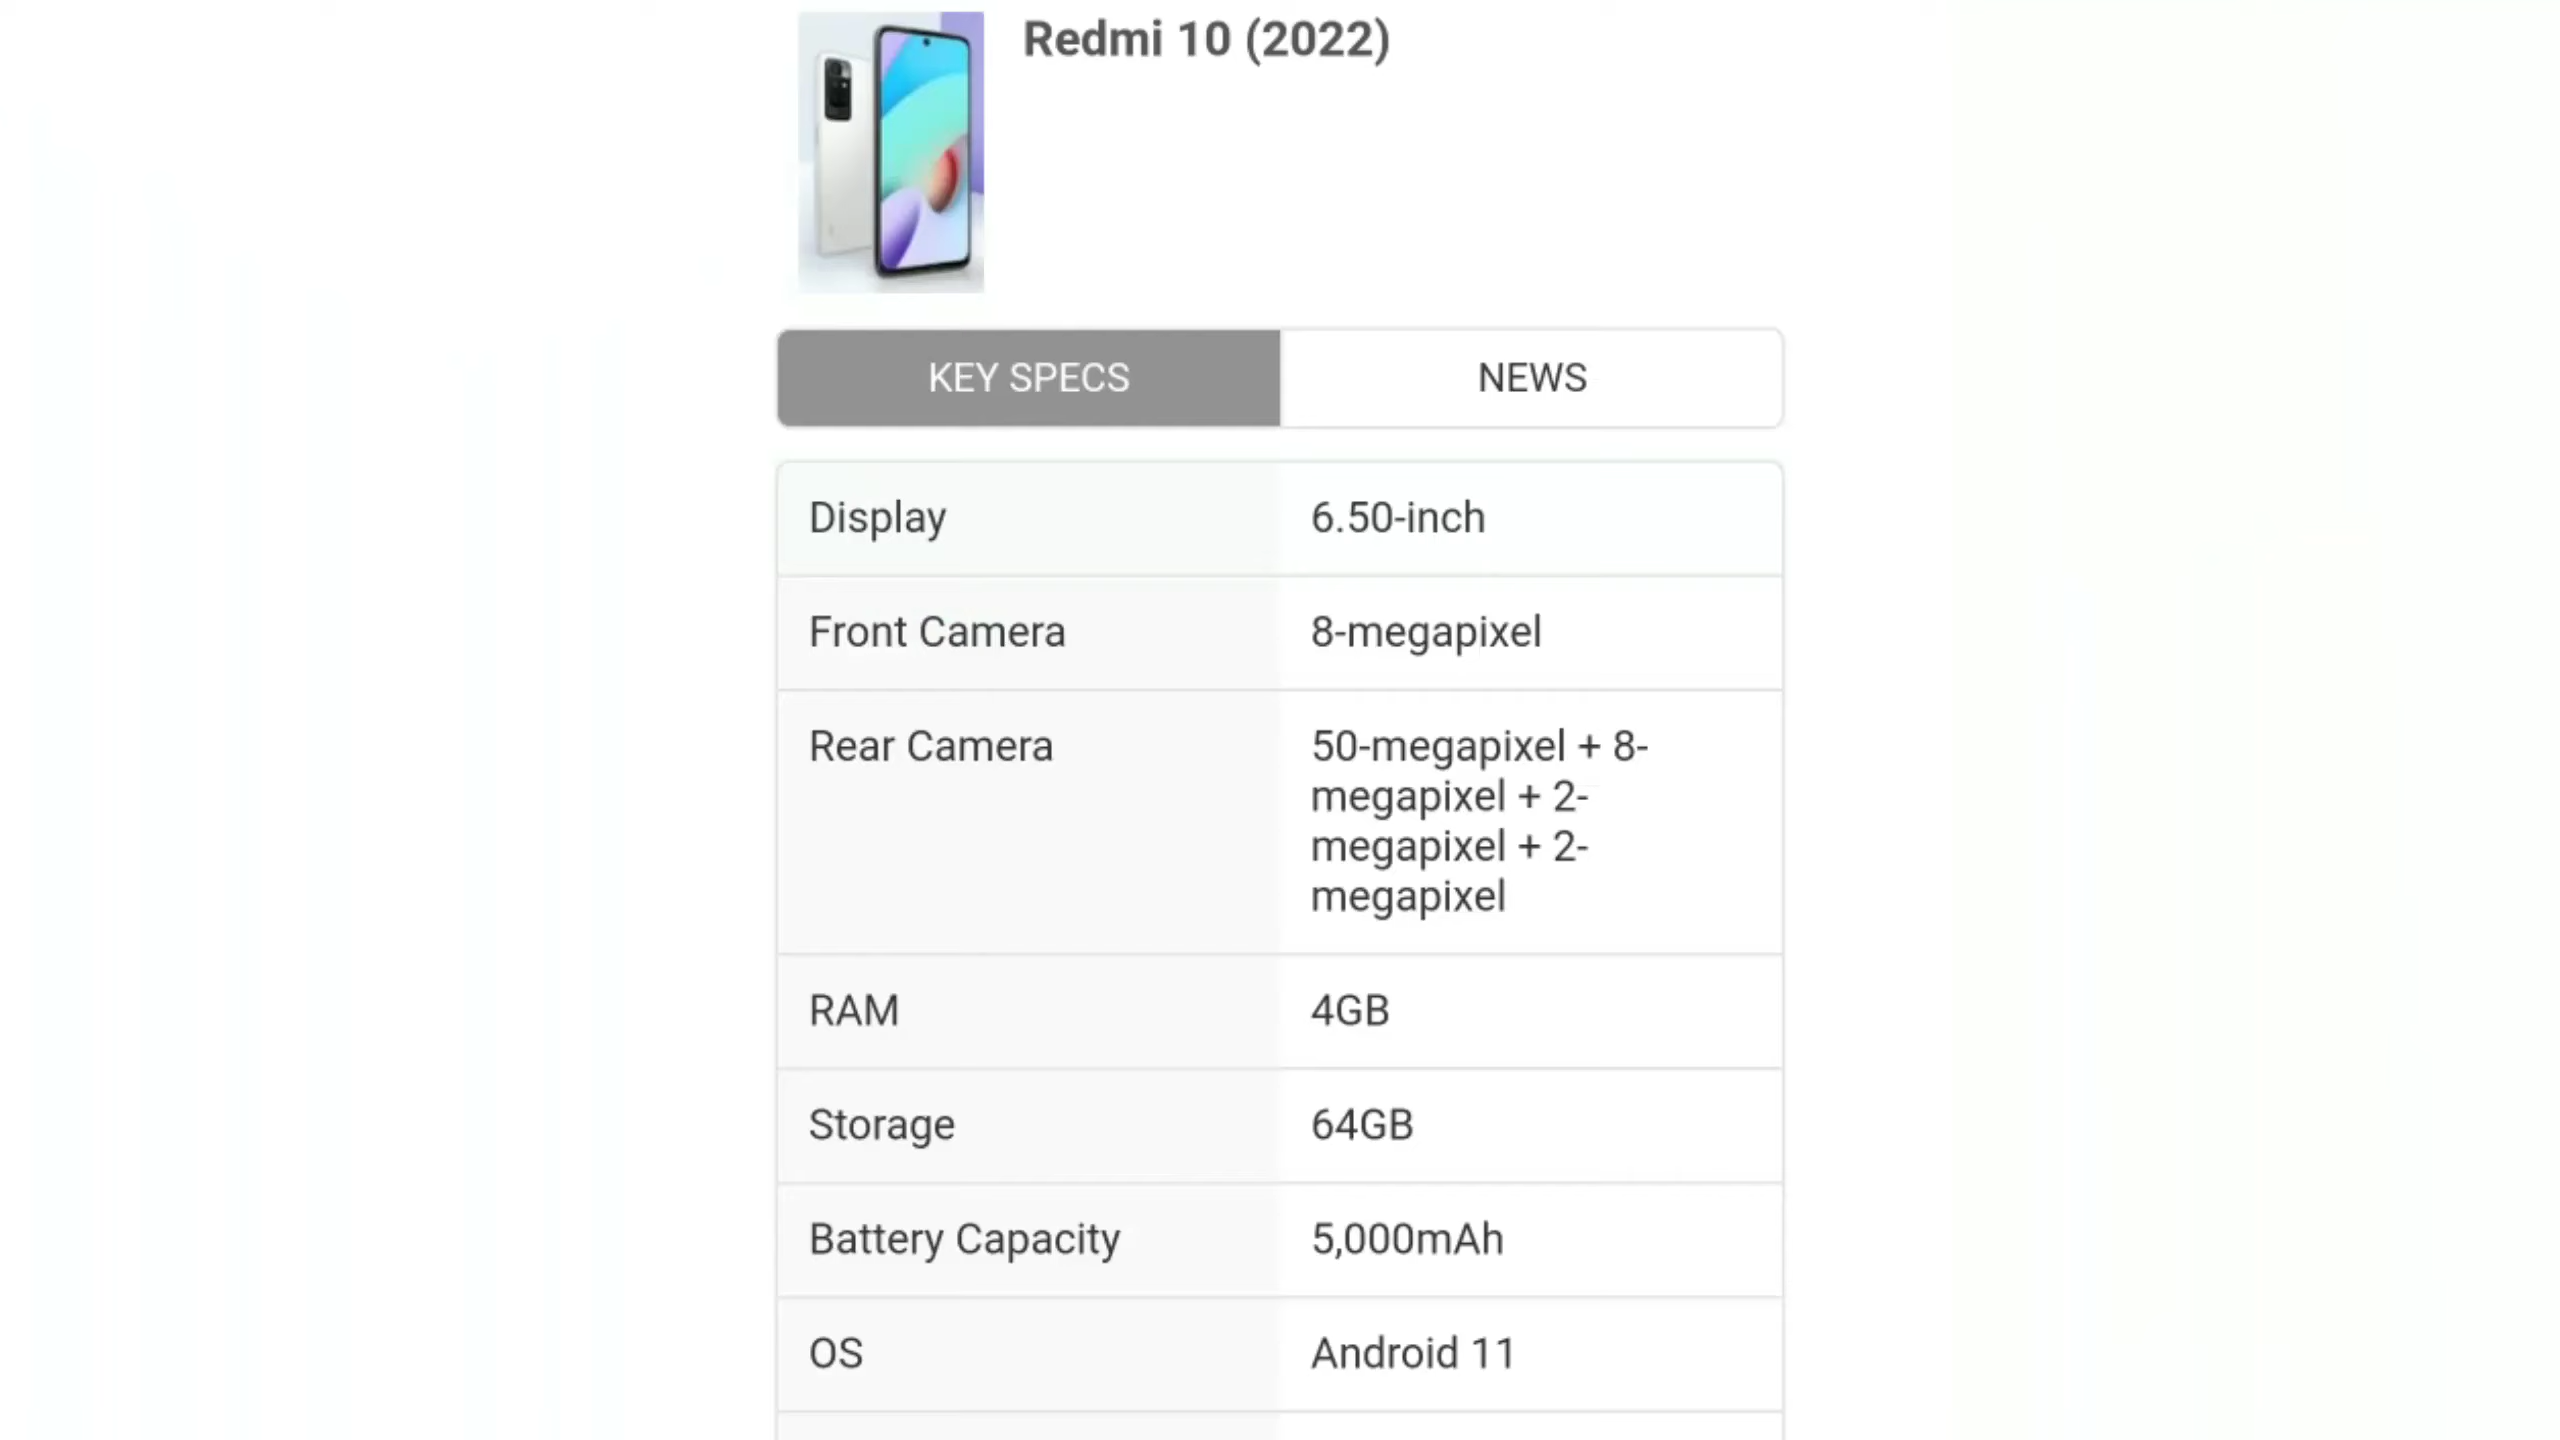 Redmi 10 (2022)
KEY SPECS
NEWS
Display
6.50-inch
Front Camera
8-megapixel
Rear Camera
50-megapixel + 8-
megapixel + 2-
megapixel + 2-
megapixel
RAM
4GB
Storage
64GB
Battery Capacity
5,000mAh
OS
Android 11